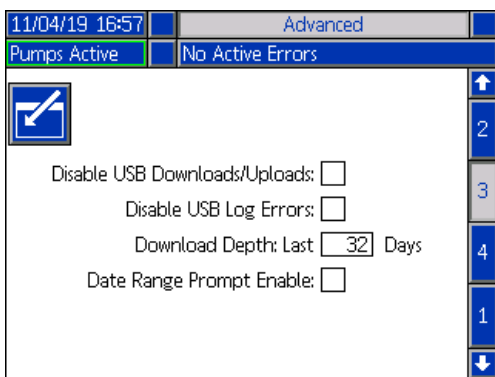 11/04/19 16:57 Advanced
Pumps Active No Active Errors
2
Disable USB Downloads/Uploads:
3
Disable USB Log Errors:
Download Depth: Last 32 Days
4
Date Range Prompt Enable:
1